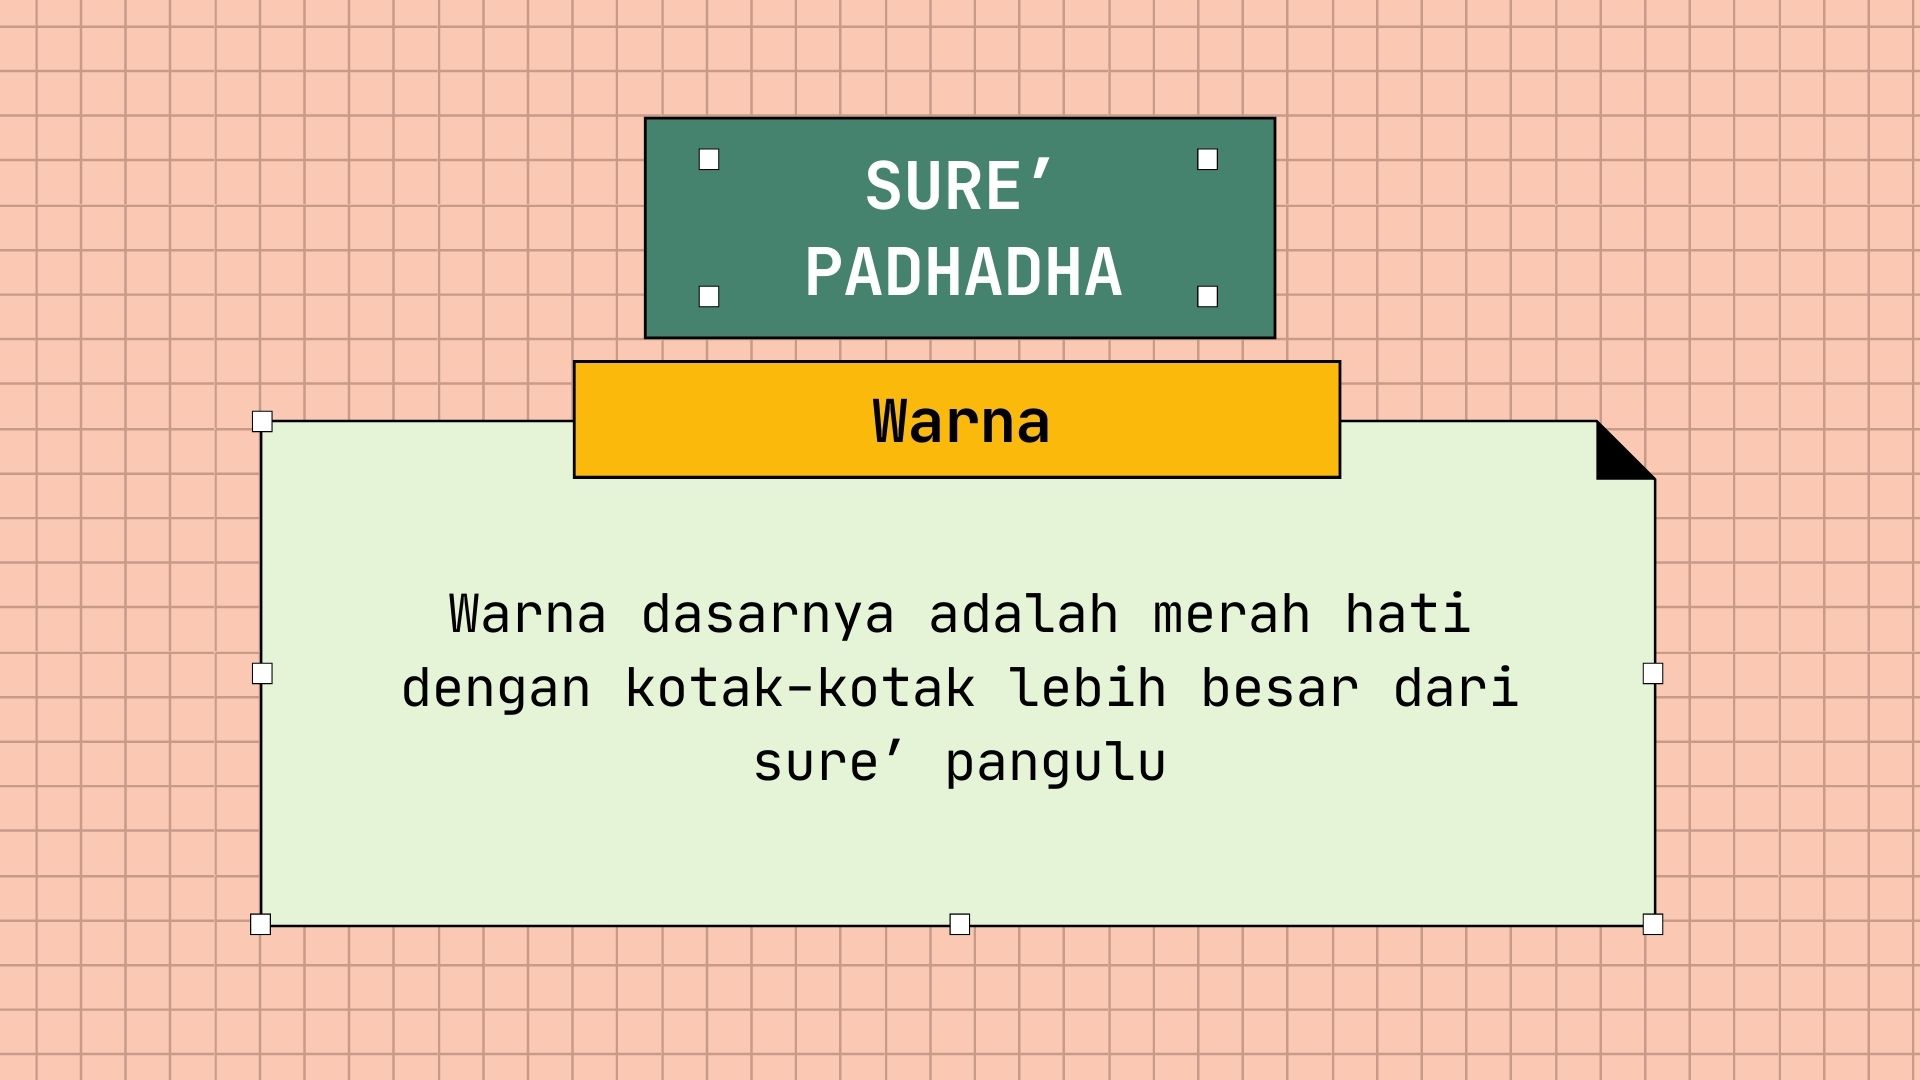 SURE’
PADHADHA
Warna
Warna dasarnya adalah merah hati
dengan kotak-kotak lebih besar dari
sure’ pangulu